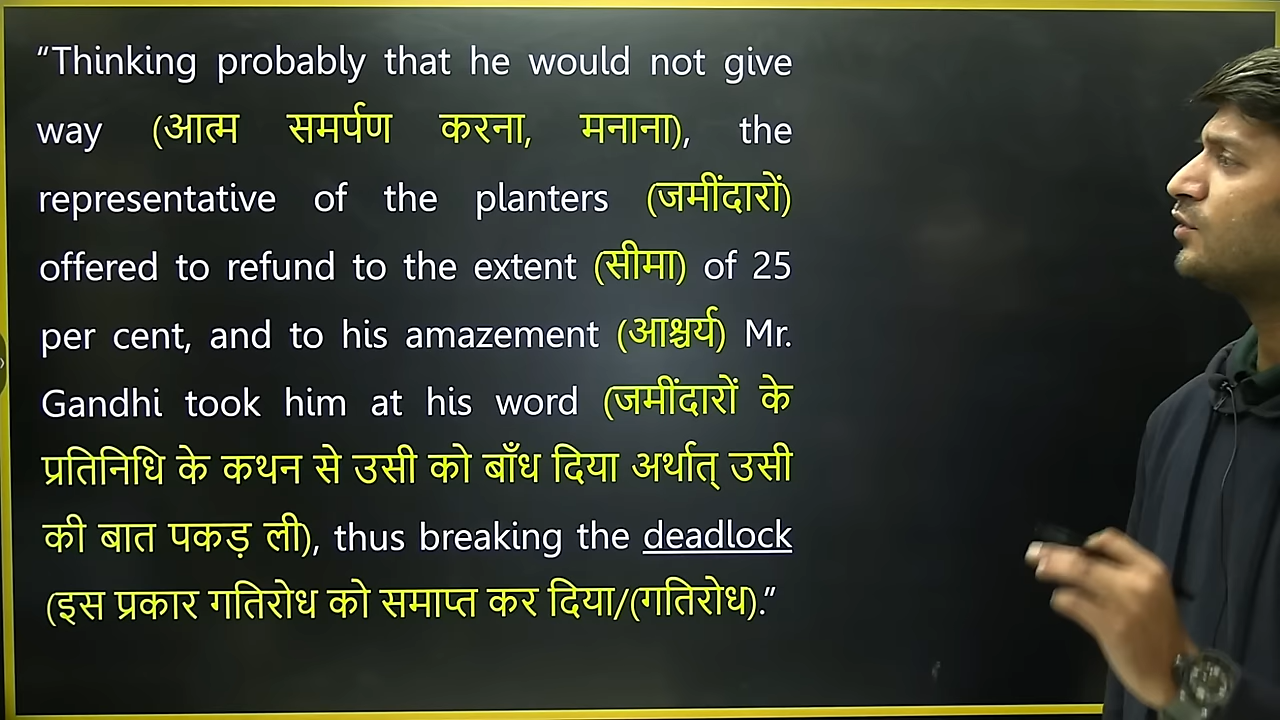 “Thinking probably that he would not give
way (आत्म समर्पण करना, मनाना), the
representative of the planters (जमींदारों)
offered to refund to the extent (सीमा) of 25
per cent, and to his amazement (आश्चर्य) Mr.
Gandhi took him at his word (जमींदारों के
प्रतिनिधि के कथन से उसी को बाँध दिया अर्थात् उसी
की बात पकड़ ली), thus breaking the deadlock
(इस प्रकार गतिरोध को समाप्त कर दिया/(गतिरोध).”